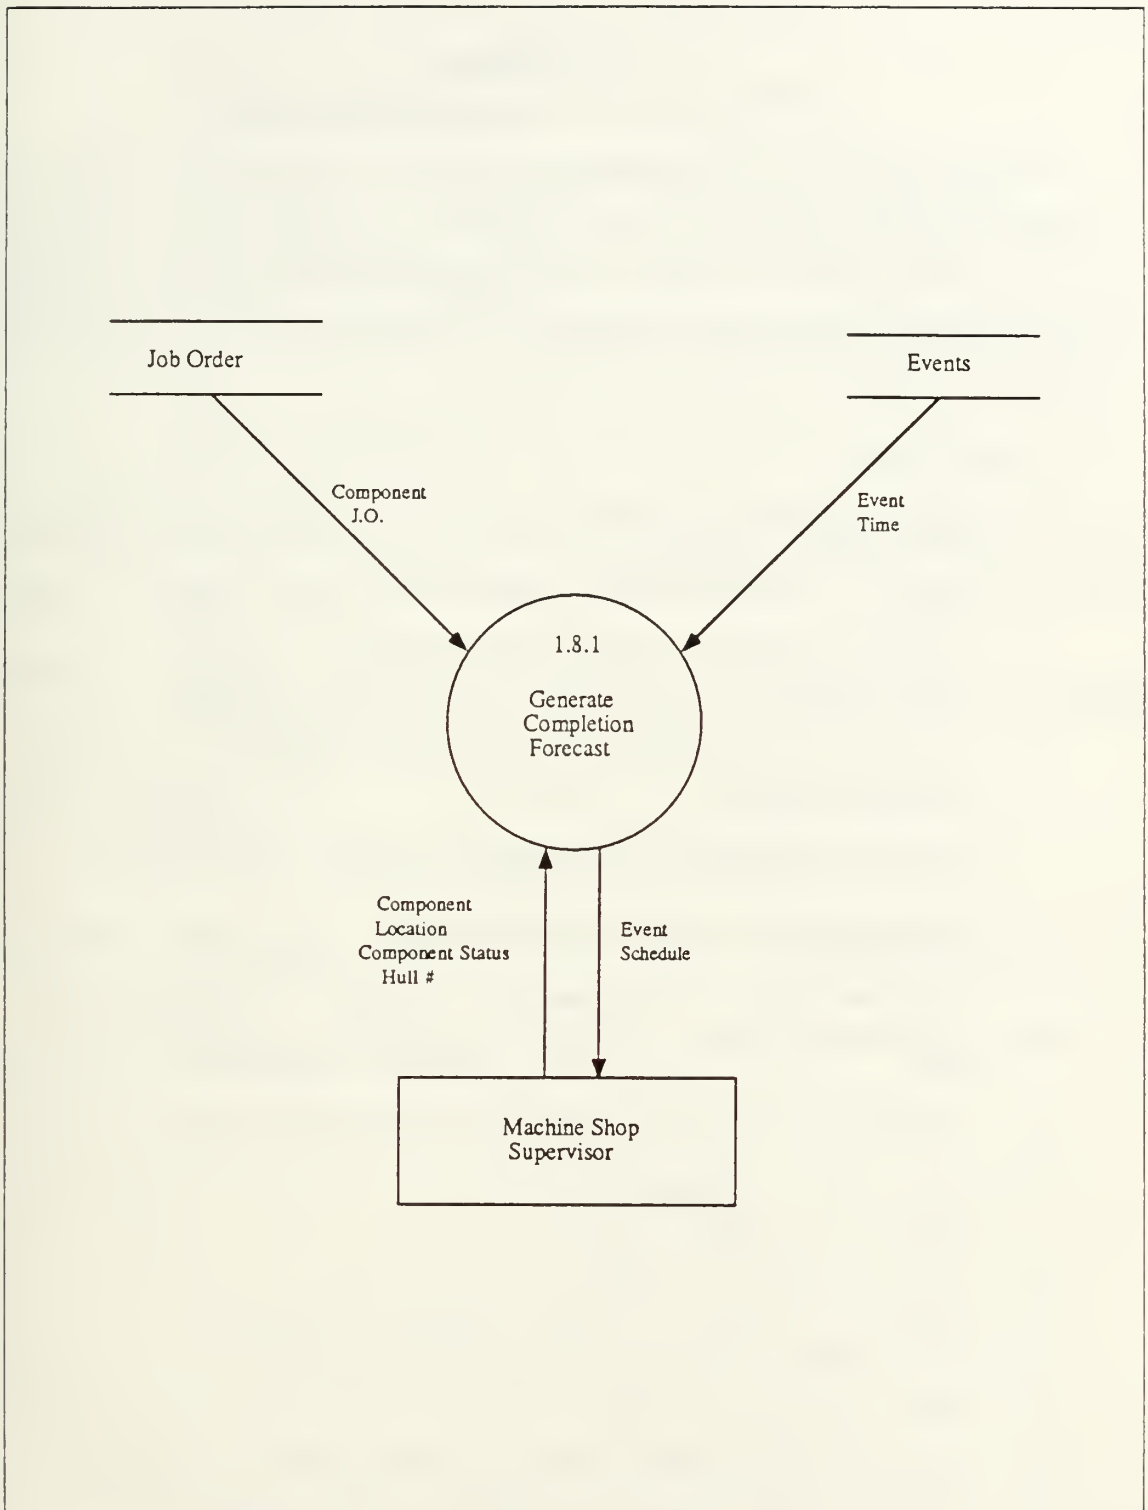 Job Order
Events
Component
J.O.
Event
Time
1.8.1
Generate
Completion
Forecast
Component
Location
Component Status
Hull #
Event
Schedule
Machine Shop
Supervisor